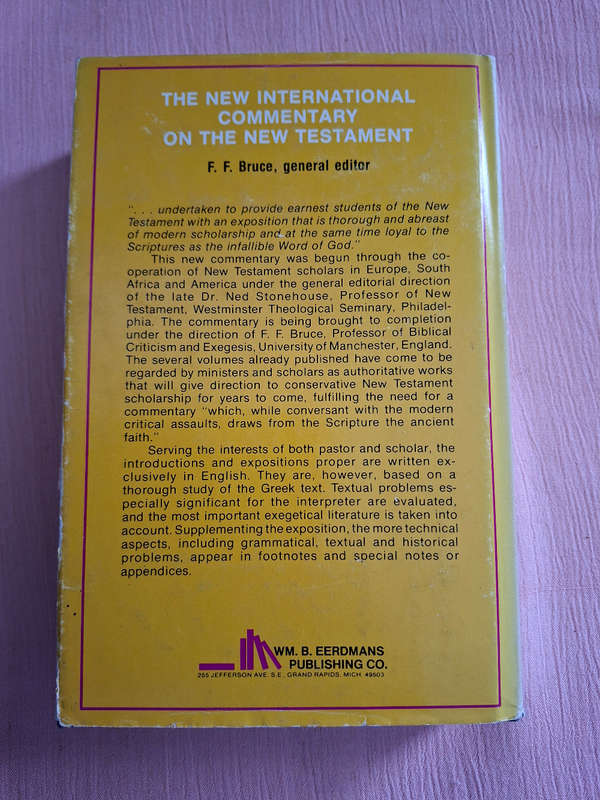 THE NEW INTERNATIONAL
COMMENTARY
ON THE NEW TESTAMENT
F. F. Bruce, general editor
". . . undertaken to provide earnest students of the New
Testament with an exposition that is thorough and abreast
of modern scholarship and at the same time loyal to the
Scriptures as the infallible Word of God."
This new commentary was begun through the co-
operation of New Testament scholars in Europe, South
Africa and America under the general editorial direction
of the late Dr. Ned Stonehouse, Professor of New
Testament, Westminster Theological Seminary, Philadel-
phia. The commentary is being brought to completion
under the direction of F. F. Bruce, Professor of Biblical
Criticism and Exegesis, University of Manchester, England.
The several volumes already published have come to be
regarded by ministers and scholars as authoritative works
that will give direction to conservative New Testament
scholarship for years to come, fulfilling the need for a
commentary "which, while conversant with the modern
critical assaults, draws from the Scripture the ancient
faith."
Serving the interests of both pastor and scholar, the
introductions and expositions proper are written ex-
clusively in English. They are, however, based on a
thorough study of the Greek text. Textual problems es-
pecially significant for the interpreter are evaluated,
and the most important exegetical literature is taken into
account. Supplementing the exposition, the more technical
aspects, including grammatical, textual and historical
problems, appear in footnotes and special notes or
appendices.
WM. B. EERDMANS
PUBLISHING CO.
255 JEFFERSON AVE. S.E., GRAND RAPIDS, MICH. 49503